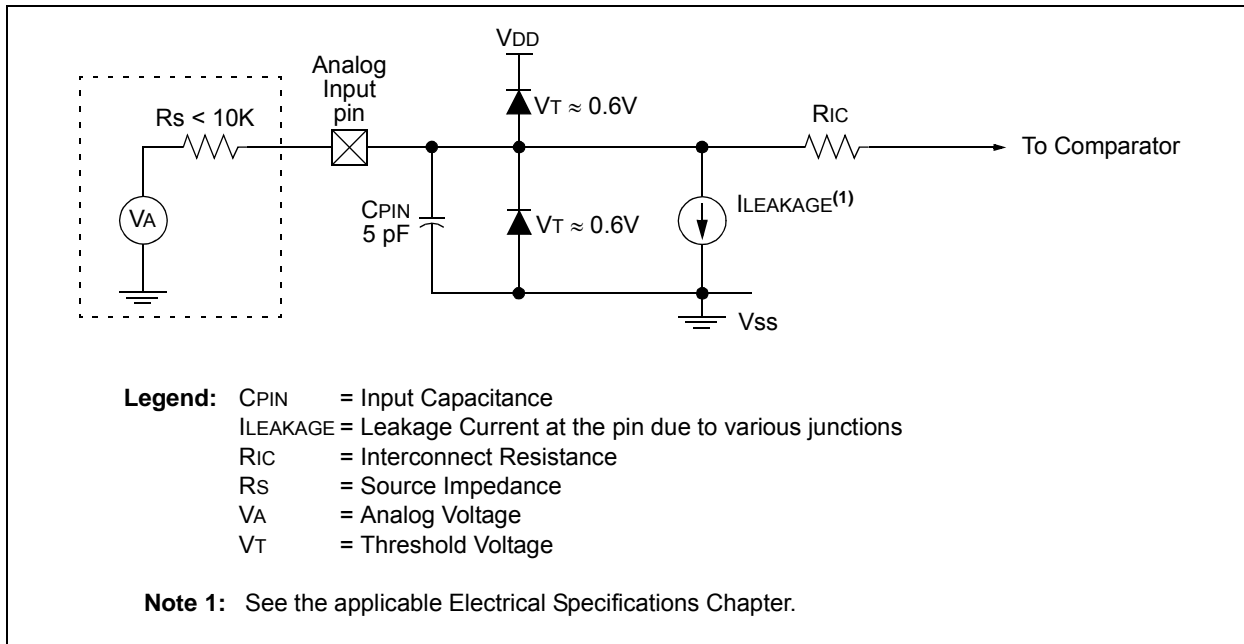 VDD
Analog
Input
pin
Rs < 10K
VT ≈ 0.6V
RIC
To Comparator
VA
CPIN
5 pF
VT ≈ 0.6V
ILEAKAGE(1)
Vss
Legend: CPIN = Input Capacitance
ILEAKAGE = Leakage Current at the pin due to various junctions
RIC = Interconnect Resistance
RS = Source Impedance
VA = Analog Voltage
VT = Threshold Voltage
Note 1: See the applicable Electrical Specifications Chapter.